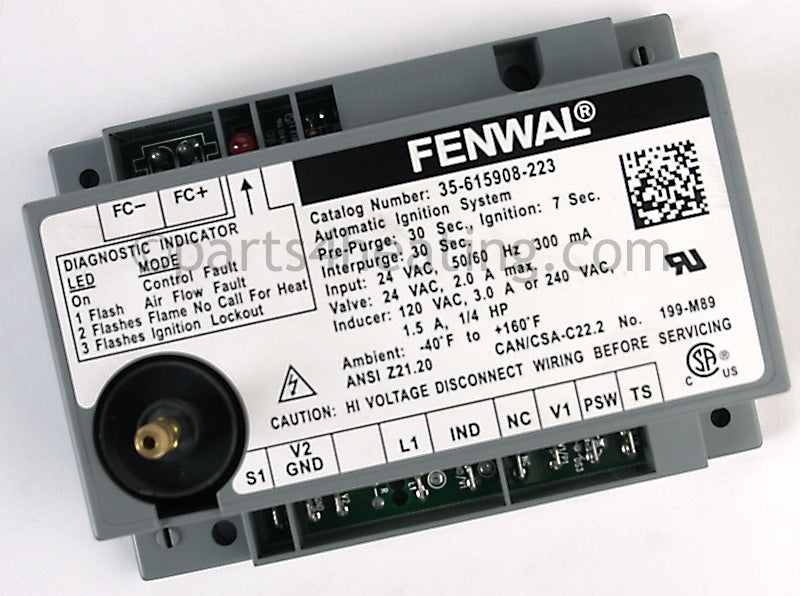 FENWAL®
Catalog Number: 35-615908-223
Automatic Ignition System
Pre-Purge: 30 Sec, Ignition: 7 Sec.
Interpurge: 30 Sec.
Input: 24 VAC, 50/60 Hz, 300 mA
Valve: 24 VAC, 2.0 A max.
Inducer: 120 VAC, 3.0 A or 240 VAC,
1.5 A, 1/4 HP
Ambient: -40°F to +160°F
ANSI Z21.20 CAN/CSA-C22.2 No. 199-M89
CAUTION: HI VOLTAGE DISCONNECT WIRING BEFORE SERVICING
FC- FC+
DIAGNOSTIC INDICATOR
LED MODE
On Control Fault
1 Flash Air Flow Fault
2 Flashes Flame No Call For Heat
3 Flashes Ignition Lockout
C SA US
S1 V2 GND L1 IND NC V1 PSW TS
parts4heating.com